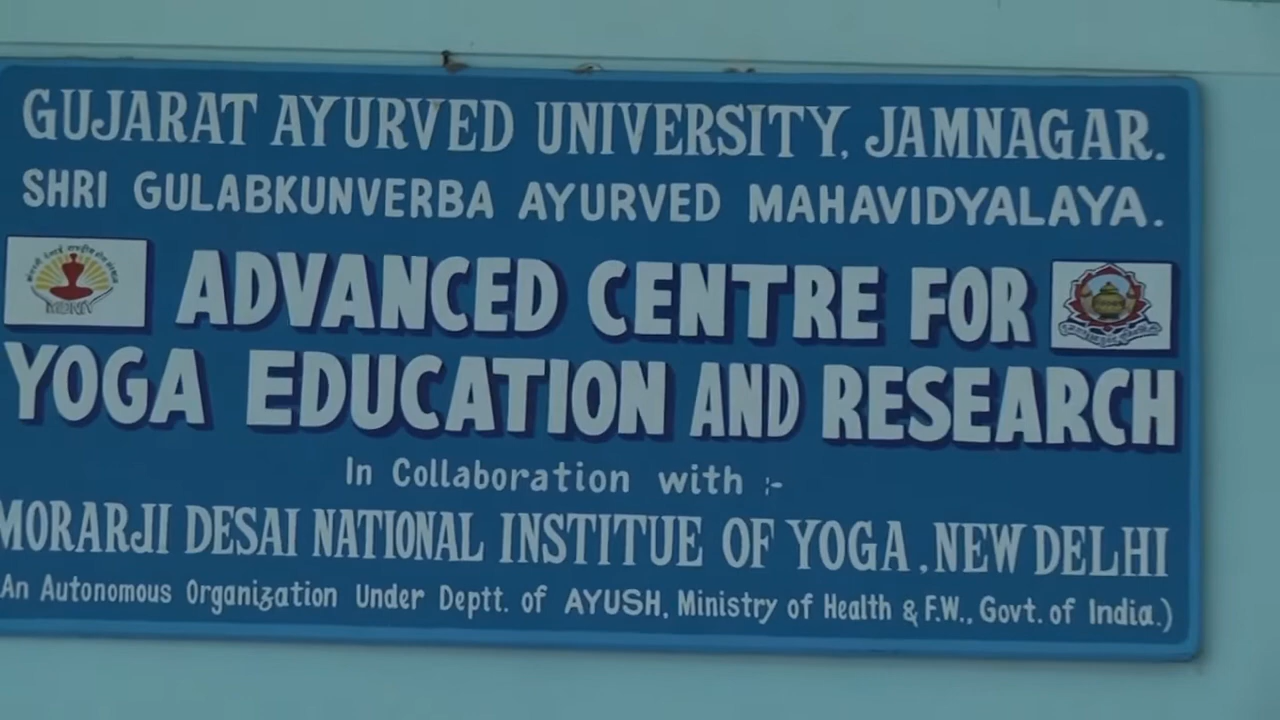 GUJARAT AYURVED UNIVERSITY, JAMNAGAR.
SHRI GULABKUNVERBA AYURVED MAHAVIDYALAYA.
ADVANCED CENTRE FOR
YOGA EDUCATION AND RESEARCH
In Collaboration with :-
MORARJI DESAI NATIONAL INSTITUE OF YOGA, NEW DELHI
(An Autonomous Organization Under Deptt. of AYUSH, Ministry of Health & F.W., Govt. of India.)